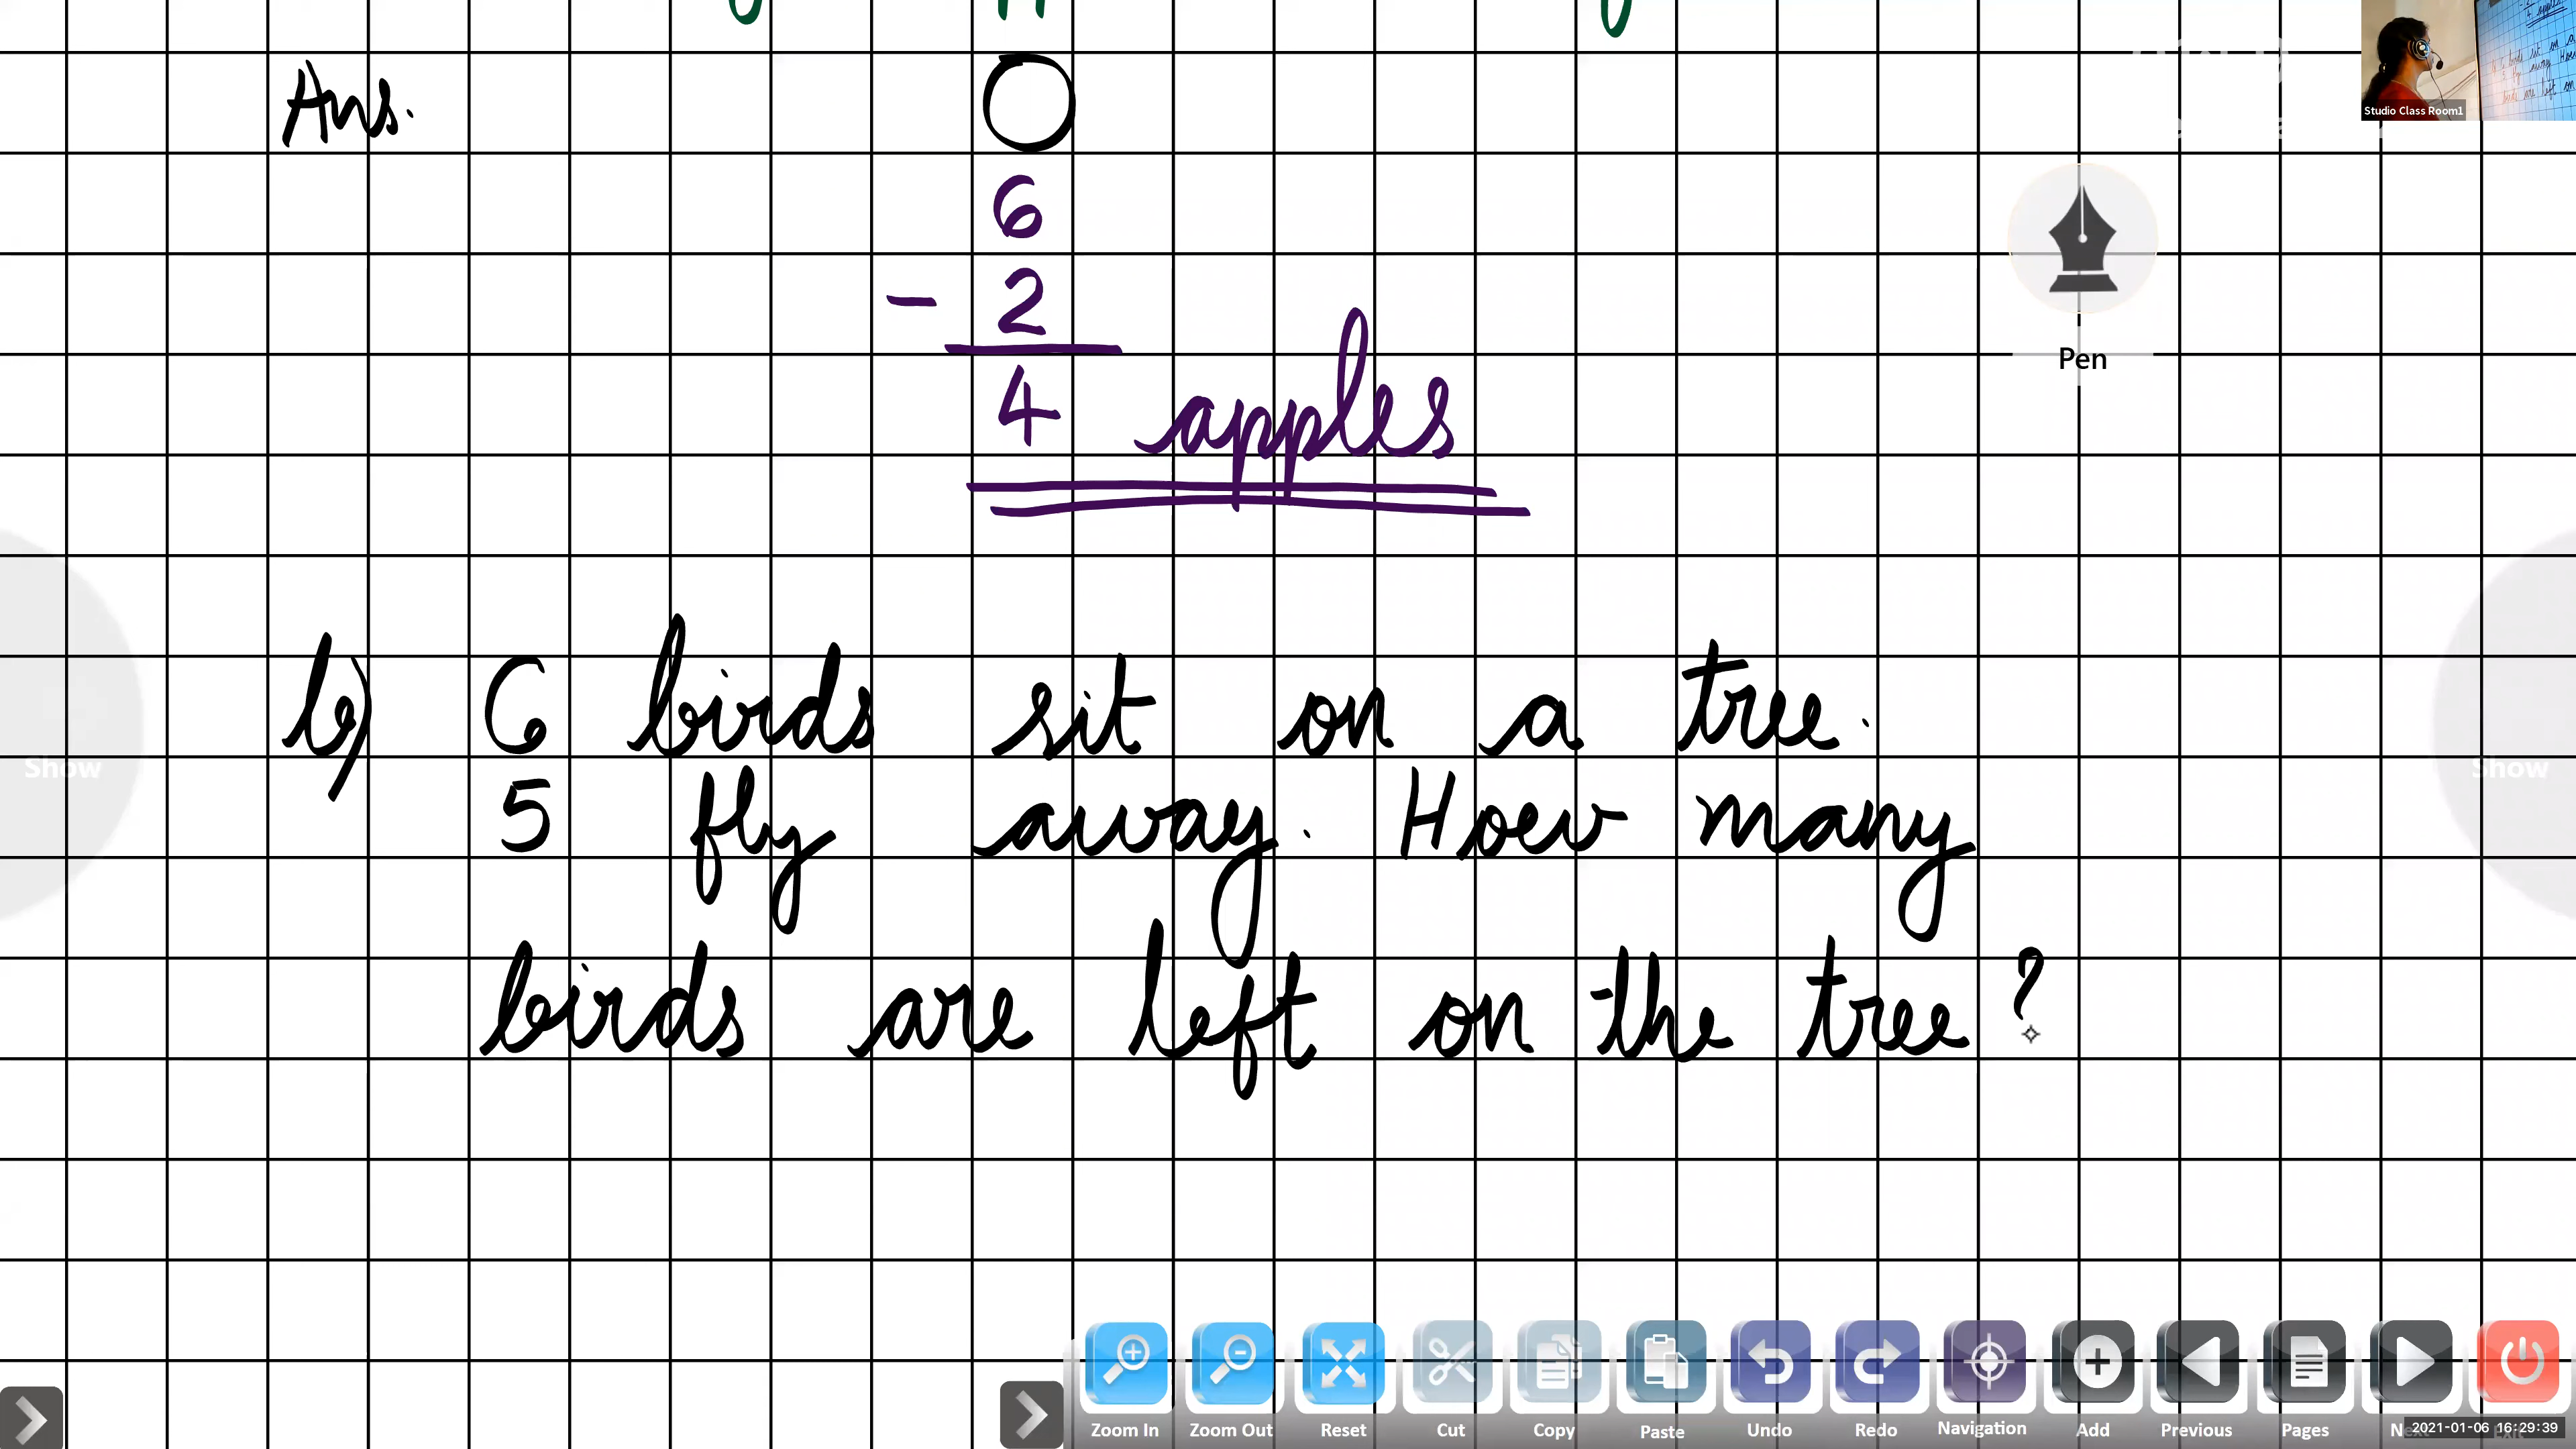 Studio Class Room1
Ans. O
6
- 2
4 apples
Pen
b) 6 birds sit on a tree.
Show
Show
5 fly away. How many
birds are left on the tree?
Zoom In Zoom Out Reset Cut Copy Paste Undo Redo Navigation Add Previous Pages
2021-01-06 16:29:39